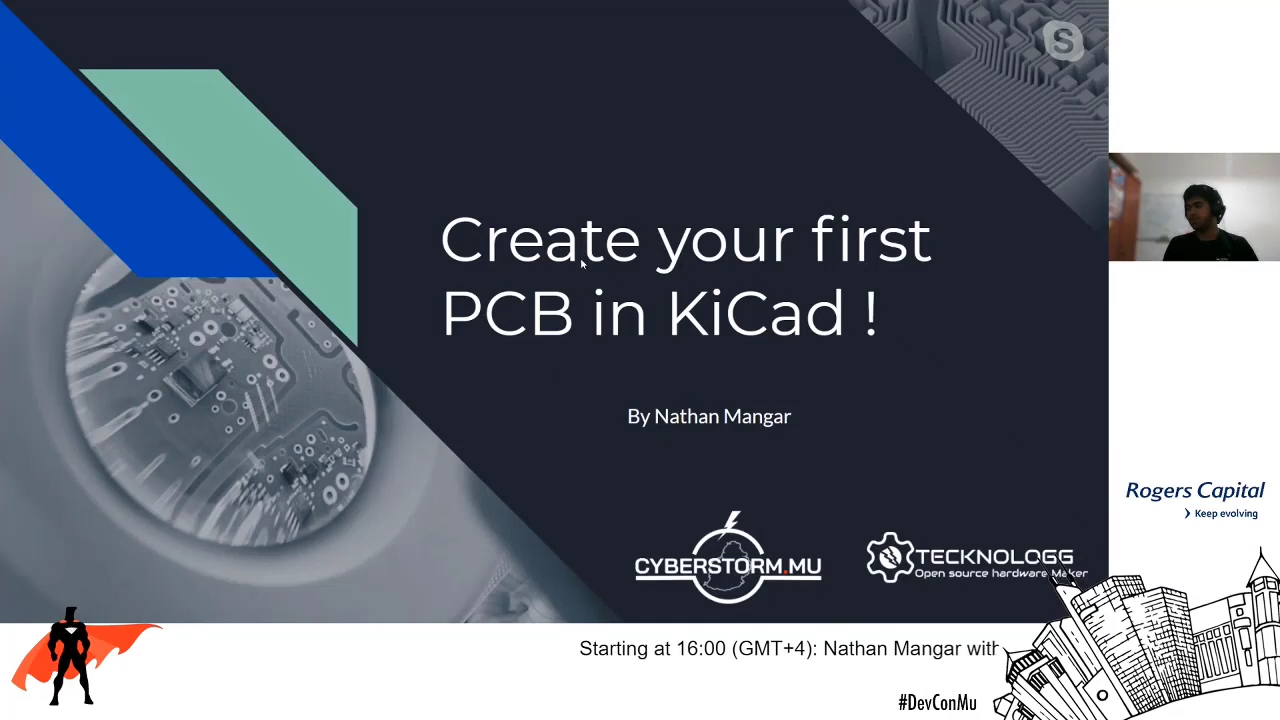 S
Create your first
PCB in KiCad !
By Nathan Mangar
CYBERSTORM.MU
TECKNOLOGG
Open source hardware Maker
Rogers Capital
Keep evolving
Starting at 16:00 (GMT+4): Nathan Mangar with
#DevConMu